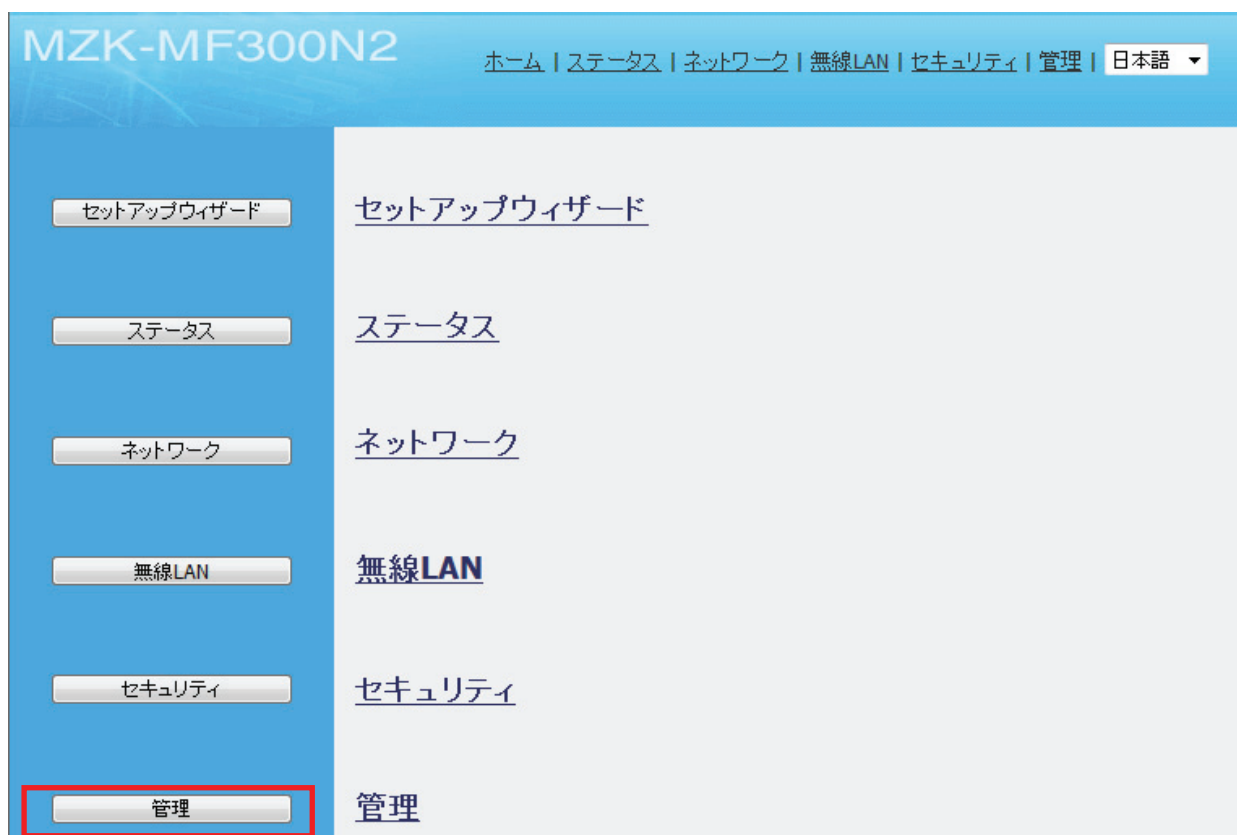 MZK-MF300N2
ホーム | ステータス | ネットワーク | 無線LAN | セキュリティ | 管理 | 日本語
セットアップウィザード セットアップウィザード
ステータス ステータス
ネットワーク ネットワーク
無線LAN 無線LAN
セキュリティ セキュリティ
管理 管理